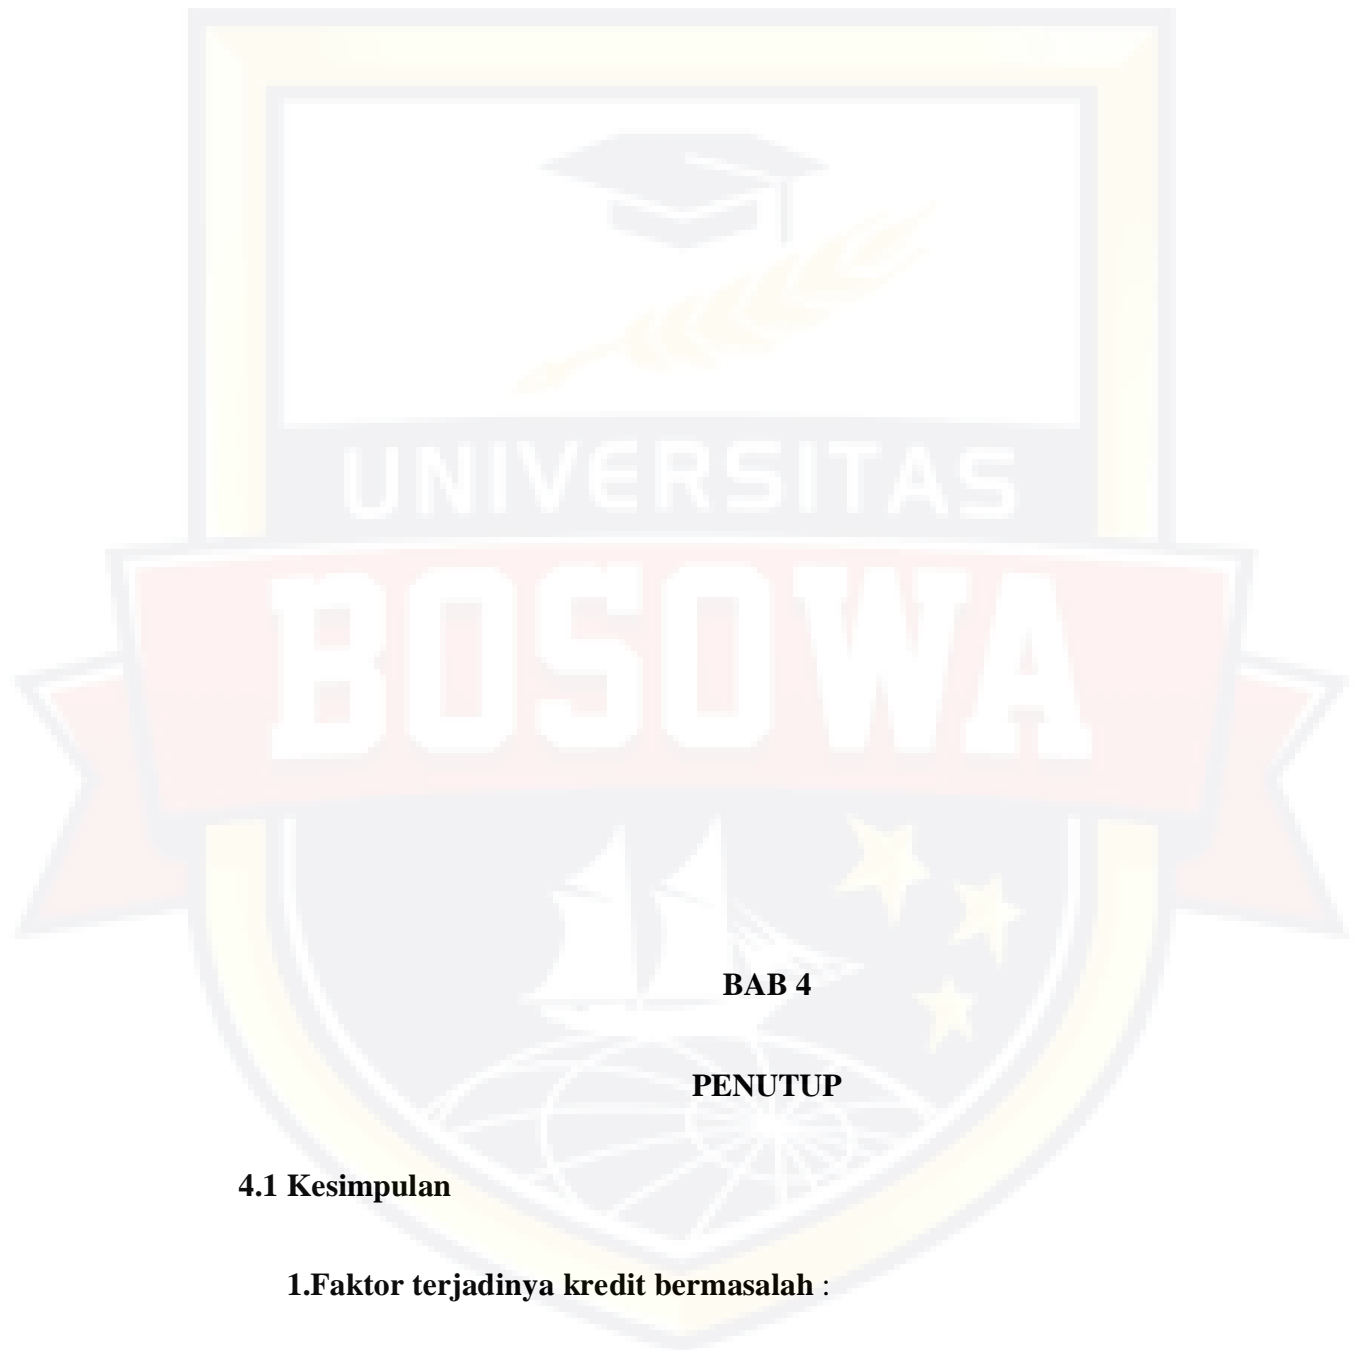 UNIVERSITAS
BOSOWA
BAB 4
PENUTUP
4.1 Kesimpulan
1.Faktor terjadinya kredit bermasalah :